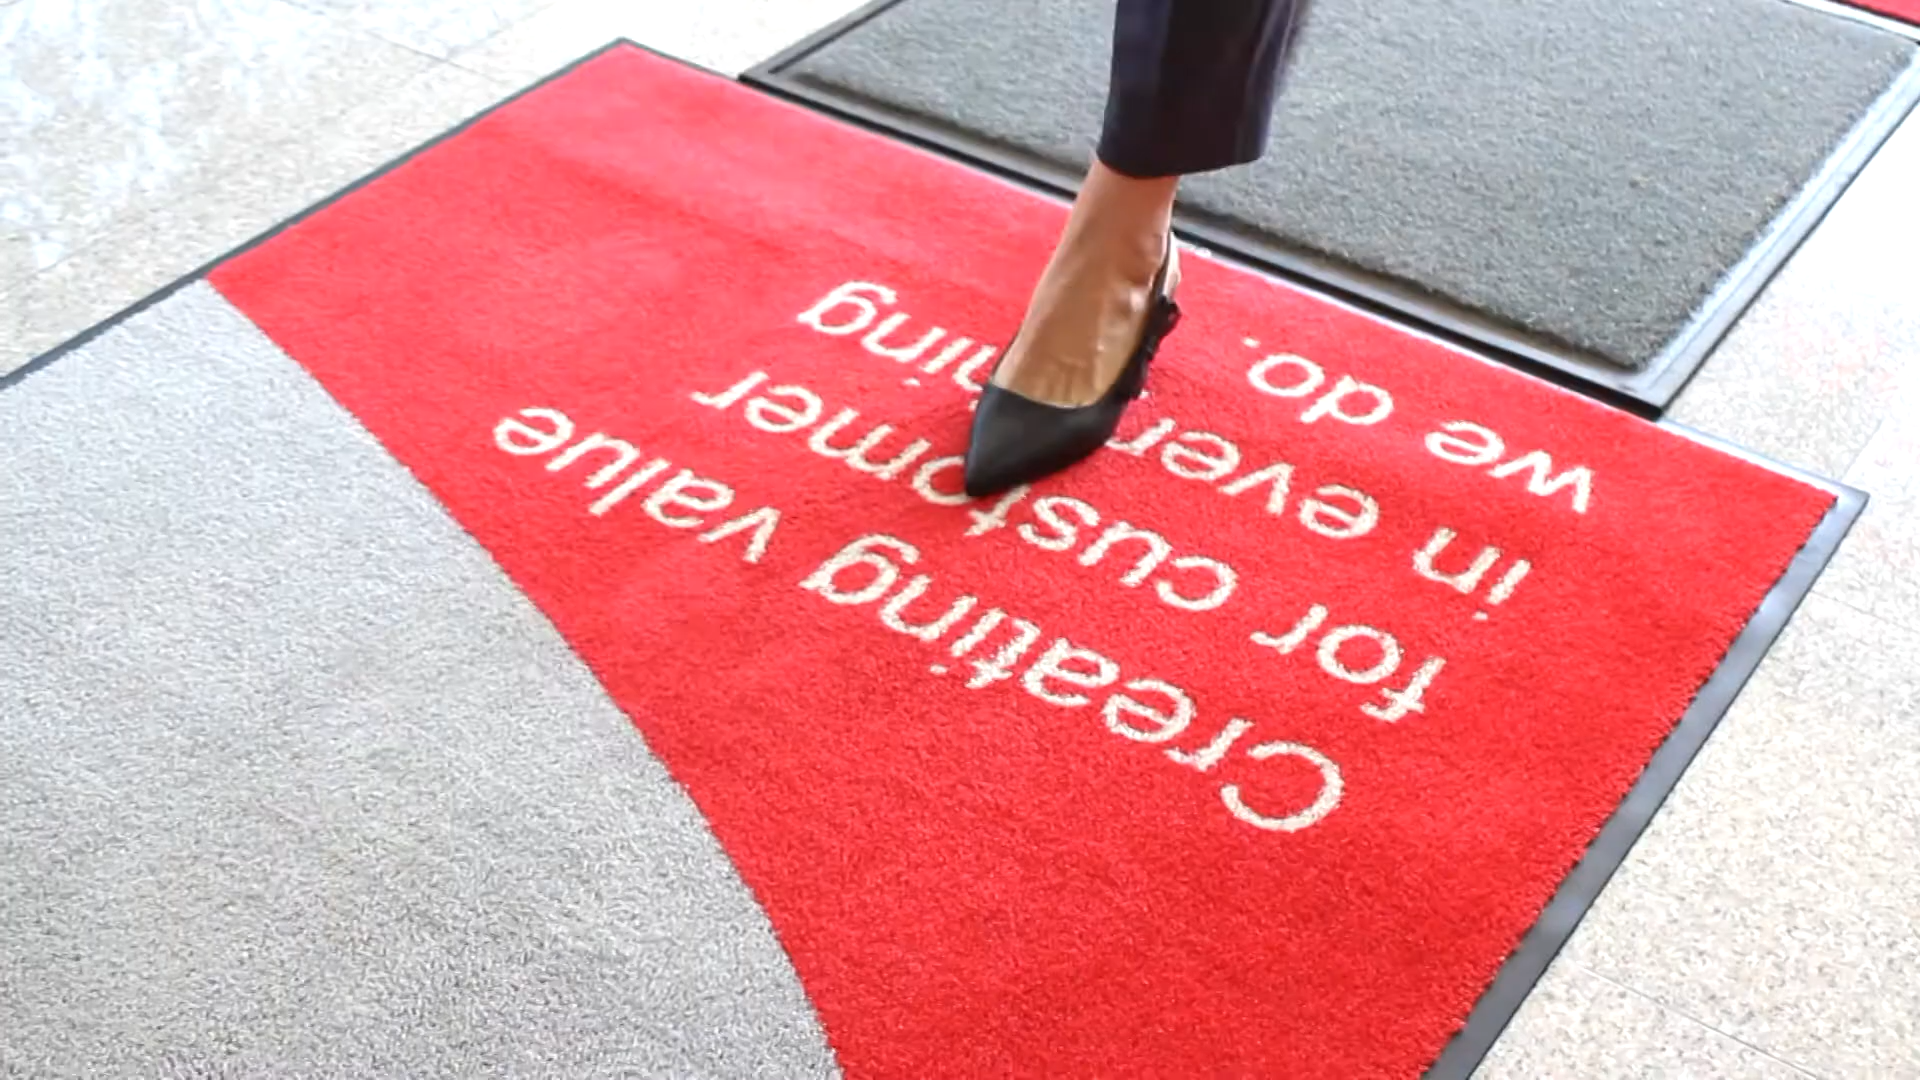 Creating value
for customer
in
we do.